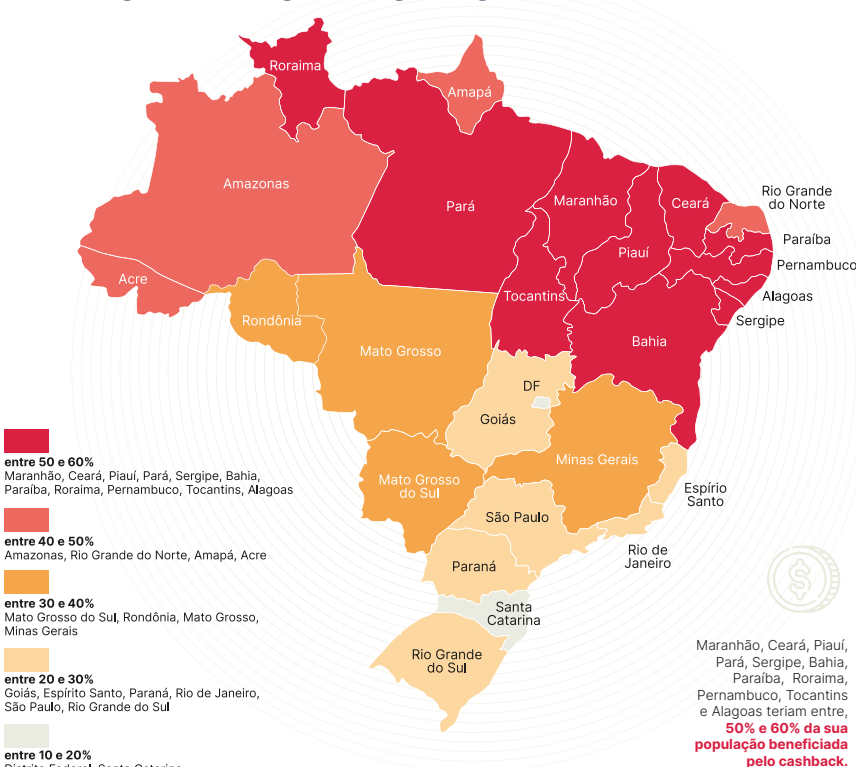 Roraima
Amapá
Amazonas
Pará
Maranhão
Ceará
Rio Grande
do Norte
Paraíba
Piauí
Pernambuco
Acre
Tocantins
Alagoas
Sergipe
Rondônia
Bahia
Mato Grosso
DF
Goiás
Minas Gerais
Mato Grosso
do Sul
Espírio
Santo
São Paulo
Rio de
Janeiro
Paraná
Santa
Catarina
Rio Grande
do Sul
entre 50 e 60%
Maranhão, Ceará, Piauí, Pará, Sergipe, Bahia,
Paraíba, Roraima, Pernambuco, Tocantins, Alagoas
entre 40 e 50%
Amazonas, Rio Grande do Norte, Amapá, Acre
entre 30 e 40%
Mato Grosso do Sul, Rondônia, Mato Grosso,
Minas Gerais
entre 20 e 30%
Goiás, Espírito Santo, Paraná, Rio de Janeiro,
São Paulo, Rio Grande do Sul
entre 10 e 20%
Distrito Federal, Santa Catarina
$
Maranhão, Ceará, Piauí,
Pará, Sergipe, Bahia,
Paraíba, Roraima,
Pernambuco, Tocantins
e Alagoas teriam entre,
50% e 60% da sua
população beneficiada
pelo cashback.